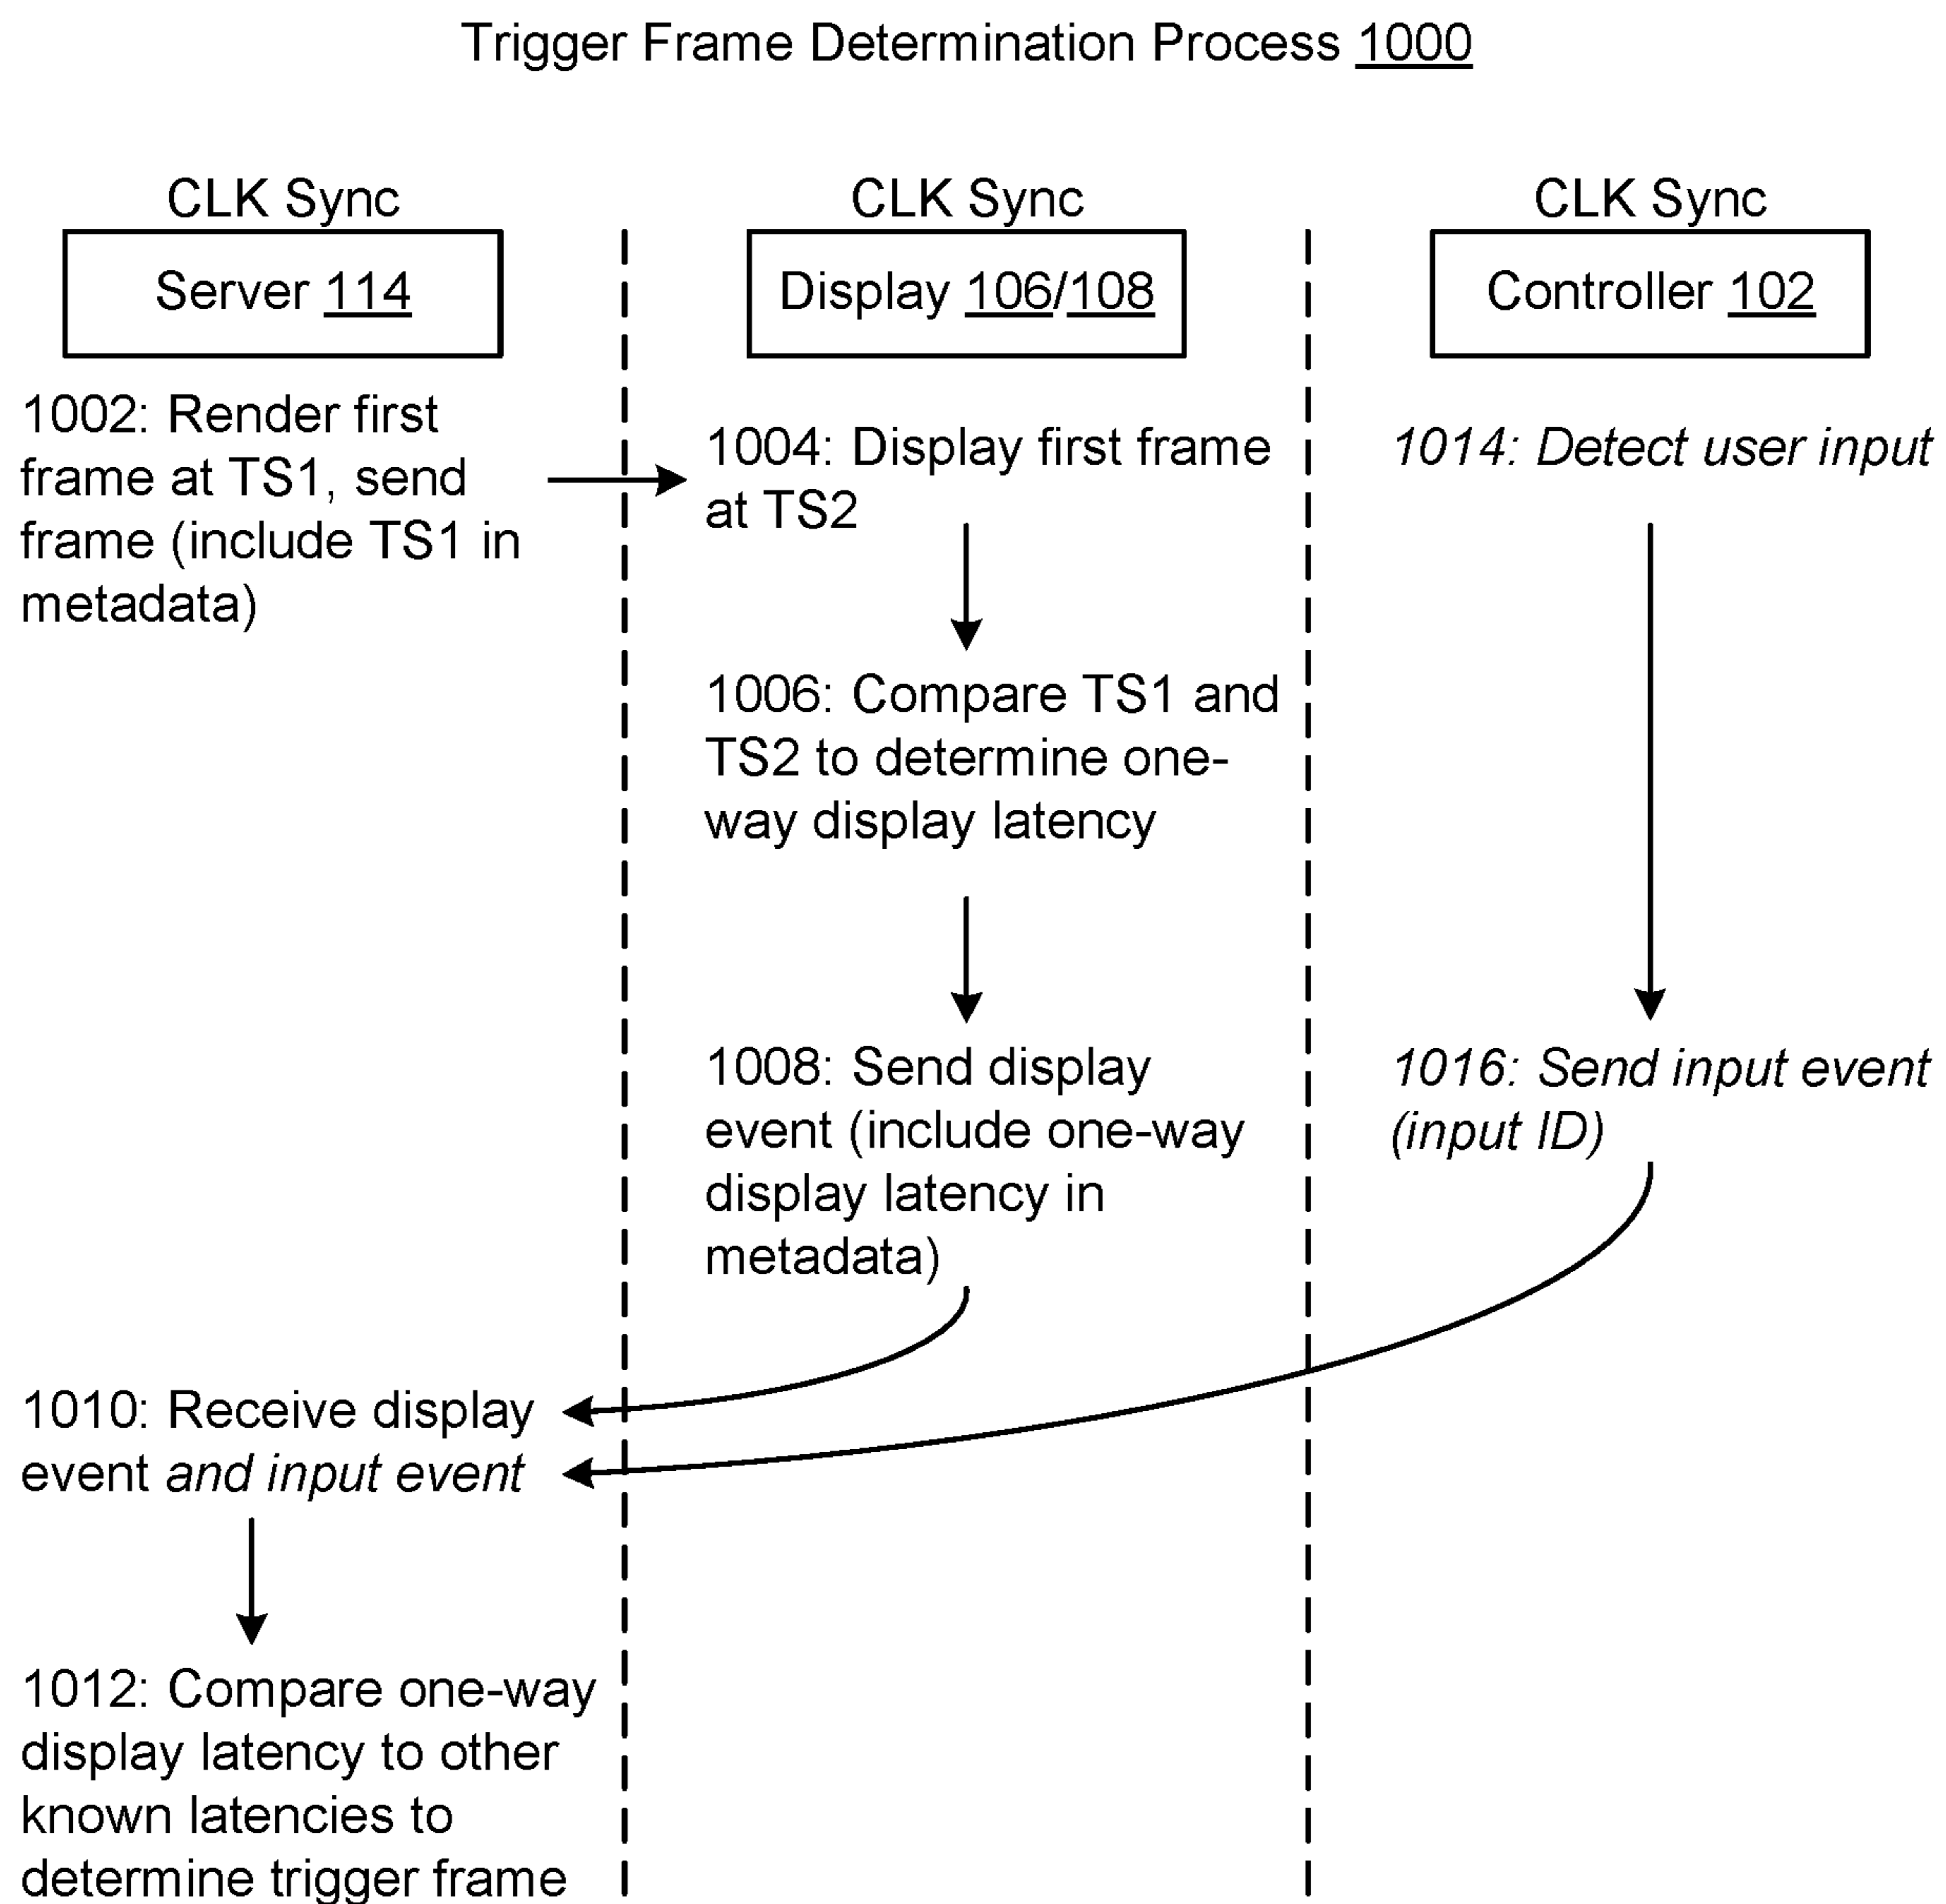 Trigger Frame Determination Process 1000
CLK Sync
Server 114
1002: Render first
frame at TS1, send
frame (include TS1 in
metadata)
1010: Receive display
event and input event
1012: Compare one-way
display latency to other
known latencies to
determine trigger frame
CLK Sync
Display 106/108
1004: Display first frame
at TS2
1006: Compare TS1 and
TS2 to determine one-
way display latency
1008: Send display
event (include one-way
display latency in
metadata)
CLK Sync
Controller 102
1014: Detect user input
1016: Send input event
(input ID)